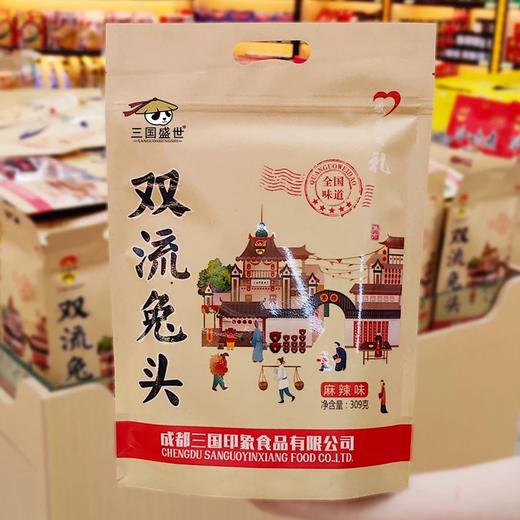 三国盛世®
SANGUOSHENGSHI
双流兔头
礼
QUANGUOWEIDAO
全国
味道
麻辣味
净含量：309克
成都三国印象食品有限公司
CHENGDU SANGUOYINXIANG FOOD CO.,LTD.
双流兔